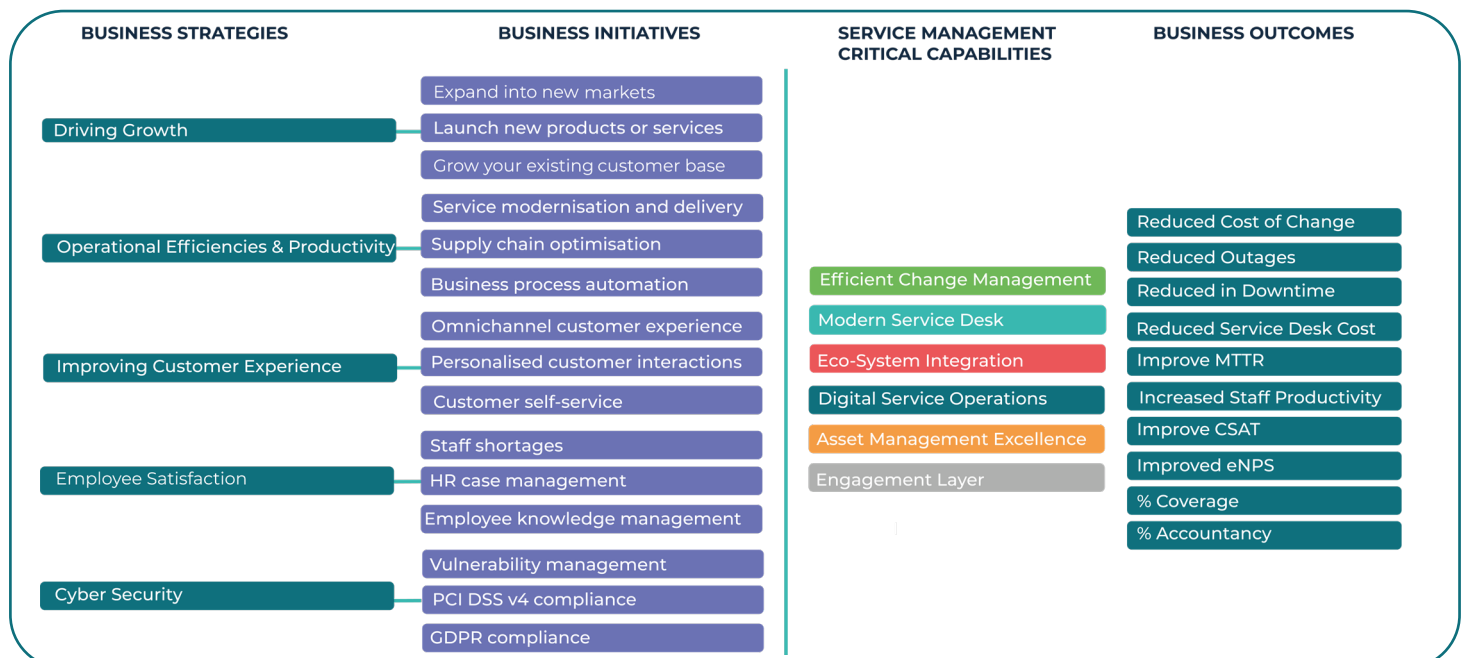 BUSINESS STRATEGIES
BUSINESS INITIATIVES
SERVICE MANAGEMENT
CRITICAL CAPABILITIES
BUSINESS OUTCOMES
Driving Growth
Expand into new markets
Launch new products or services
Grow your existing customer base
Operational Efficiencies & Productivity
Service modernisation and delivery
Supply chain optimisation
Business process automation
Improving Customer Experience
Omnichannel customer experience
Personalised customer interactions
Customer self-service
Employee Satisfaction
Staff shortages
HR case management
Employee knowledge management
Cyber Security
Vulnerability management
PCI DSS v4 compliance
GDPR compliance
Efficient Change Management
Modern Service Desk
Eco-System Integration
Digital Service Operations
Asset Management Excellence
Engagement Layer
Reduced Cost of Change
Reduced Outages
Reduced in Downtime
Reduced Service Desk Cost
Improve MTTR
Increased Staff Productivity
Improve CSAT
Improved eNPS
% Coverage
% Accountancy